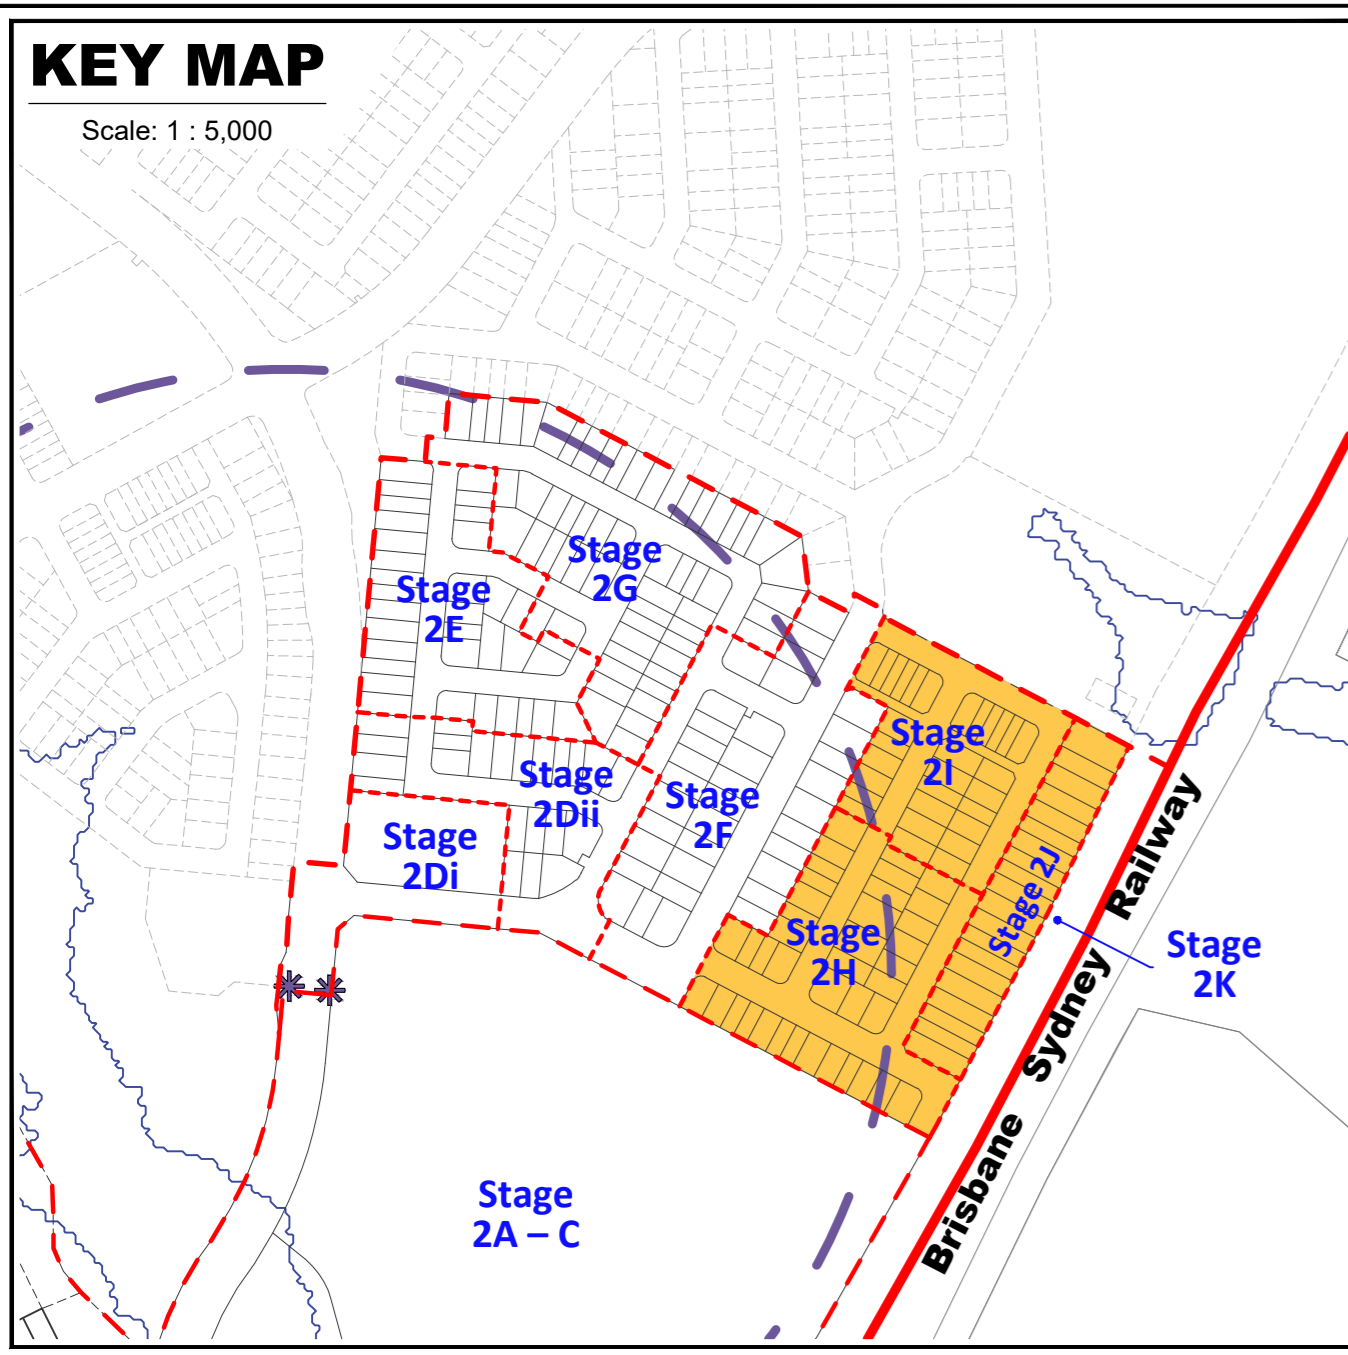 KEY MAP
Scale: 1 : 5,000
Stage
2G
Stage
2E
Stage
2I
Stage
2Dii
Stage
2F
Stage
2Di
Stage 2J
Stage
2H
Stage
2K
Brisbane Sydney Railway
Stage
2A – C